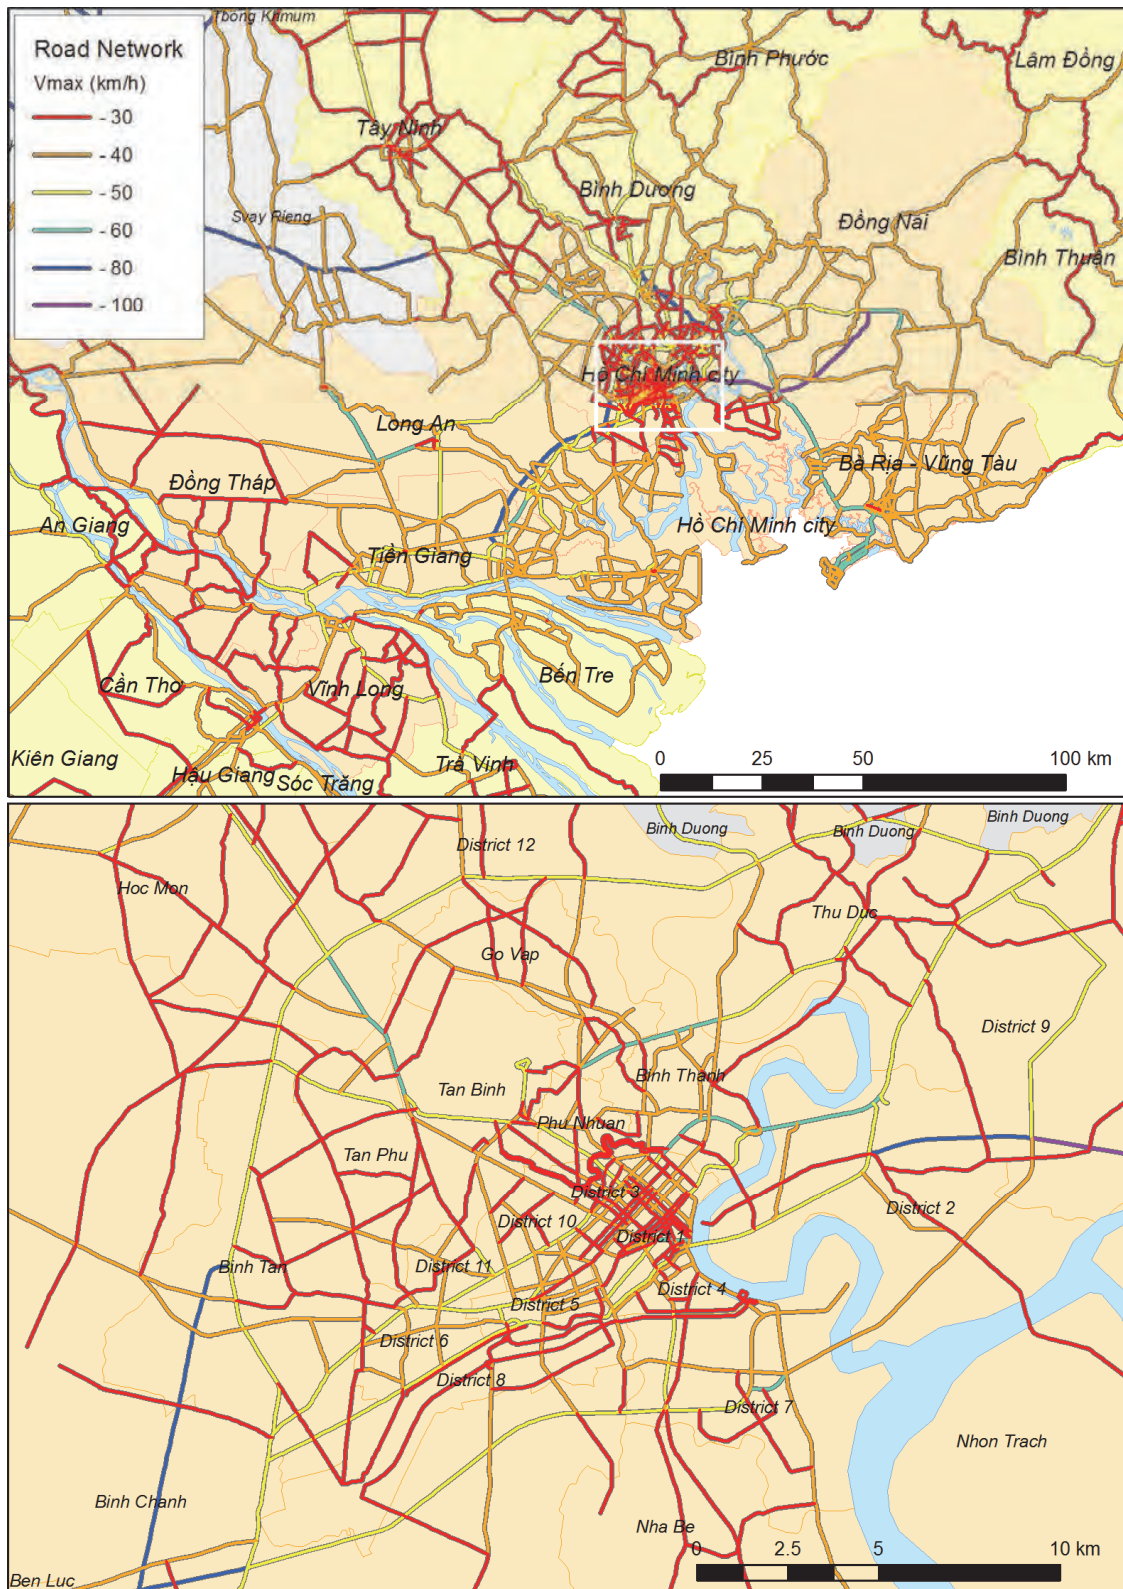 Tbong Khmum
Road Network
Vmax (km/h)
- 30
- 40
- 50
- 60
- 80
- 100
Bình Phước
Lâm Đồng
Tây Ninh
Bình Dương
Svay Rieng
Đồng Nai
Bình Thuận
Hồ Chí Minh city
Long An
Bà Rịa - Vũng Tàu
Đồng Tháp
An Giang
Hồ Chí Minh city
Tiền Giang
Bến Tre
Cần Thơ
Vĩnh Long
Kiên Giang
Hậu Giang
Sóc Trăng
Trà Vinh
0 25 50 100 km
Binh Duong
Binh Duong
Binh Duong
District 12
Hoc Mon
Thu Duc
Go Vap
District 9
Binh Thanh
Tan Binh
Phu Nhuan
Tan Phu
District 3
District 2
District 10
District 1
Binh Tan
District 11
District 4
District 5
District 6
District 8
District 7
Nhon Trach
Binh Chanh
Nha Be
0 2.5 5 10 km
Ben Luc